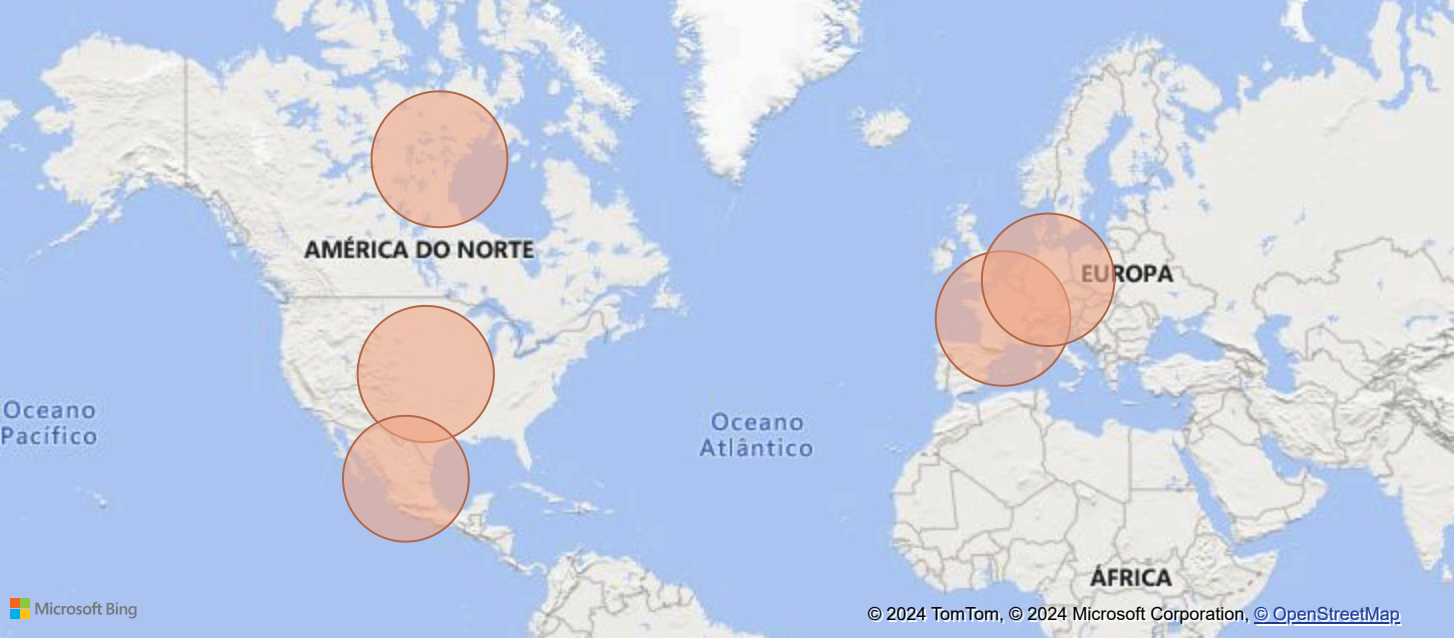 AMÉRICA DO NORTE
EUROPA
Oceano
Pacífico
Oceano
Atlântico
ÁFRICA
Microsoft Bing
© 2024 TomTom, © 2024 Microsoft Corporation, © OpenStreetMap